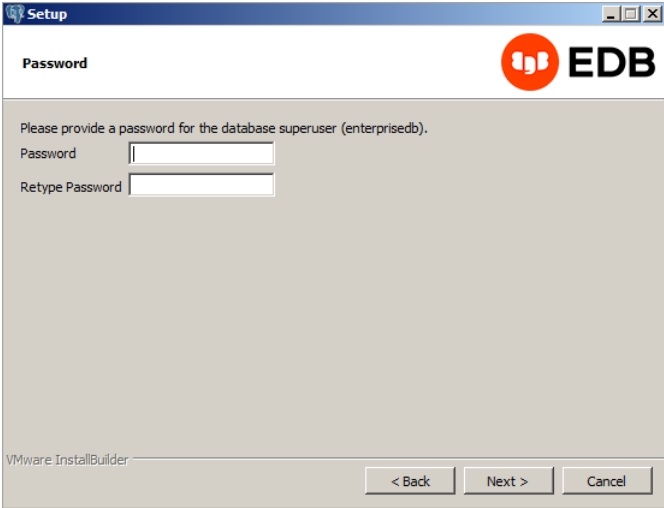 Setup
Password
EDB
Please provide a password for the database superuser (enterprisedb).
Password
Retype Password
VMware InstallBuilder
< Back
Next >
Cancel